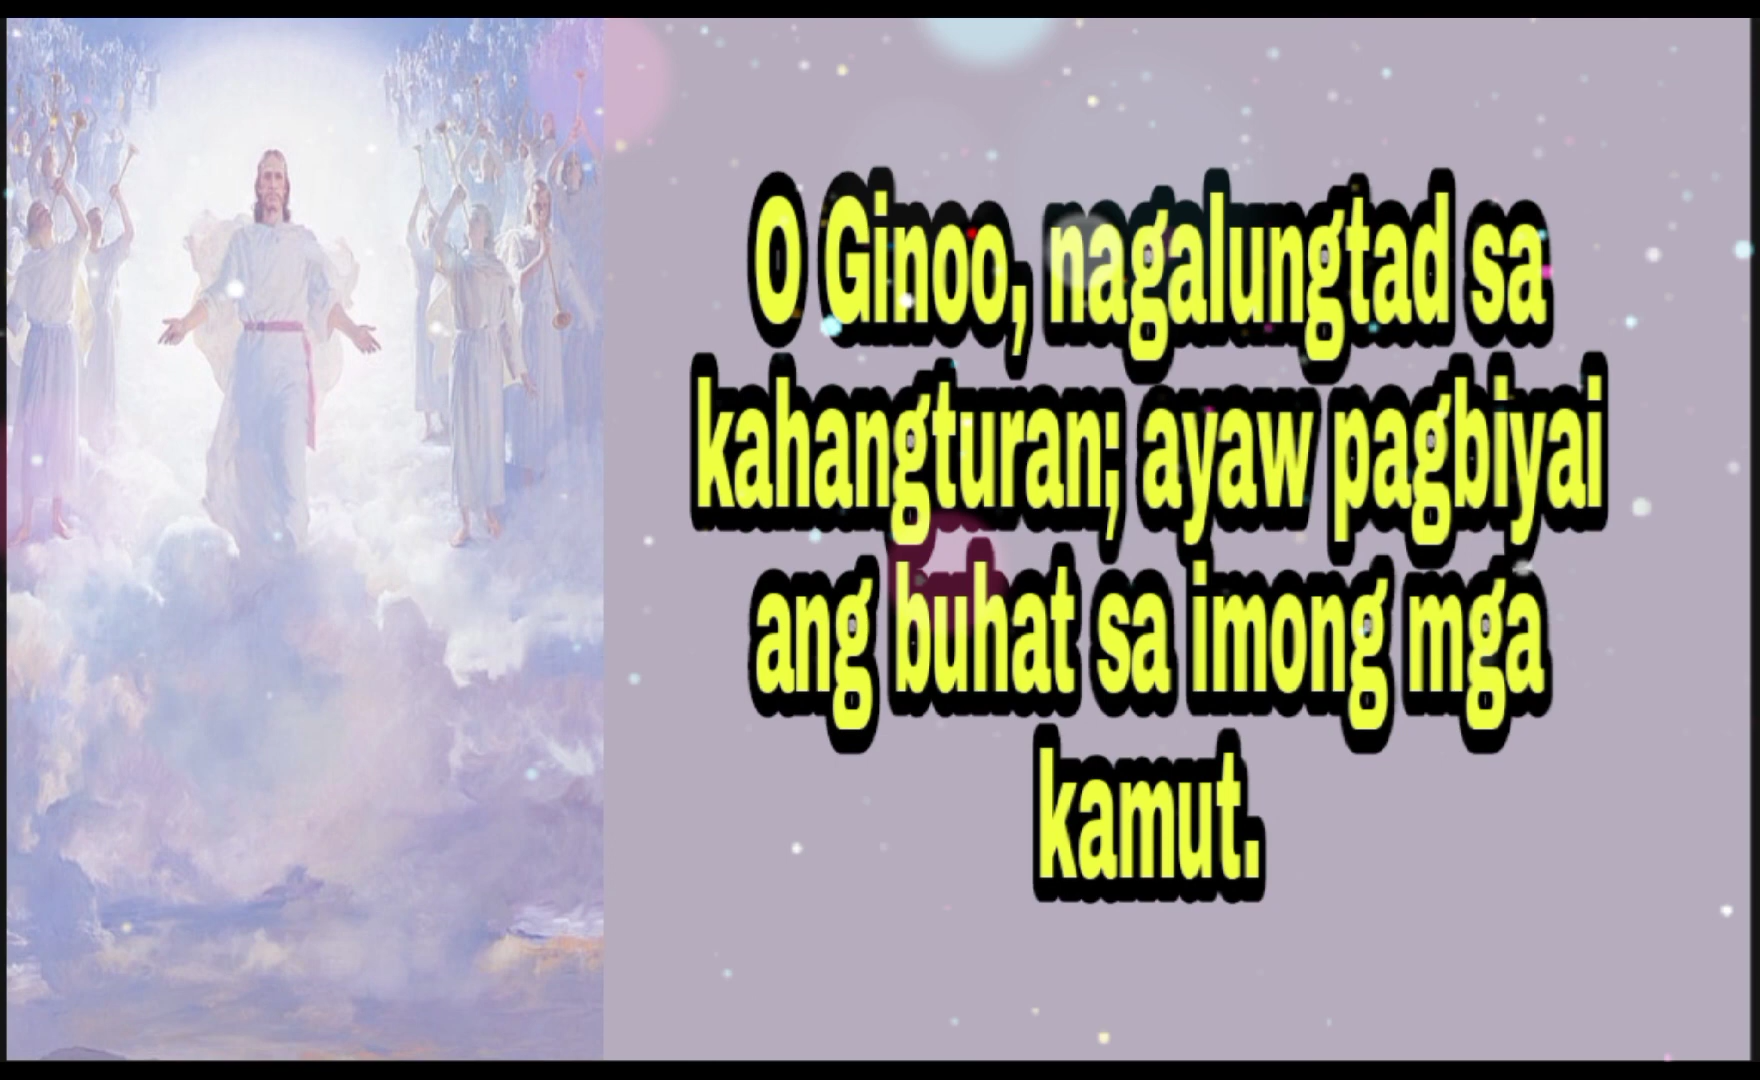 O Ginoo, nagalungtad sa
kahangturan; ayaw pagbiyai
ang buhat sa imong mga
kamut.